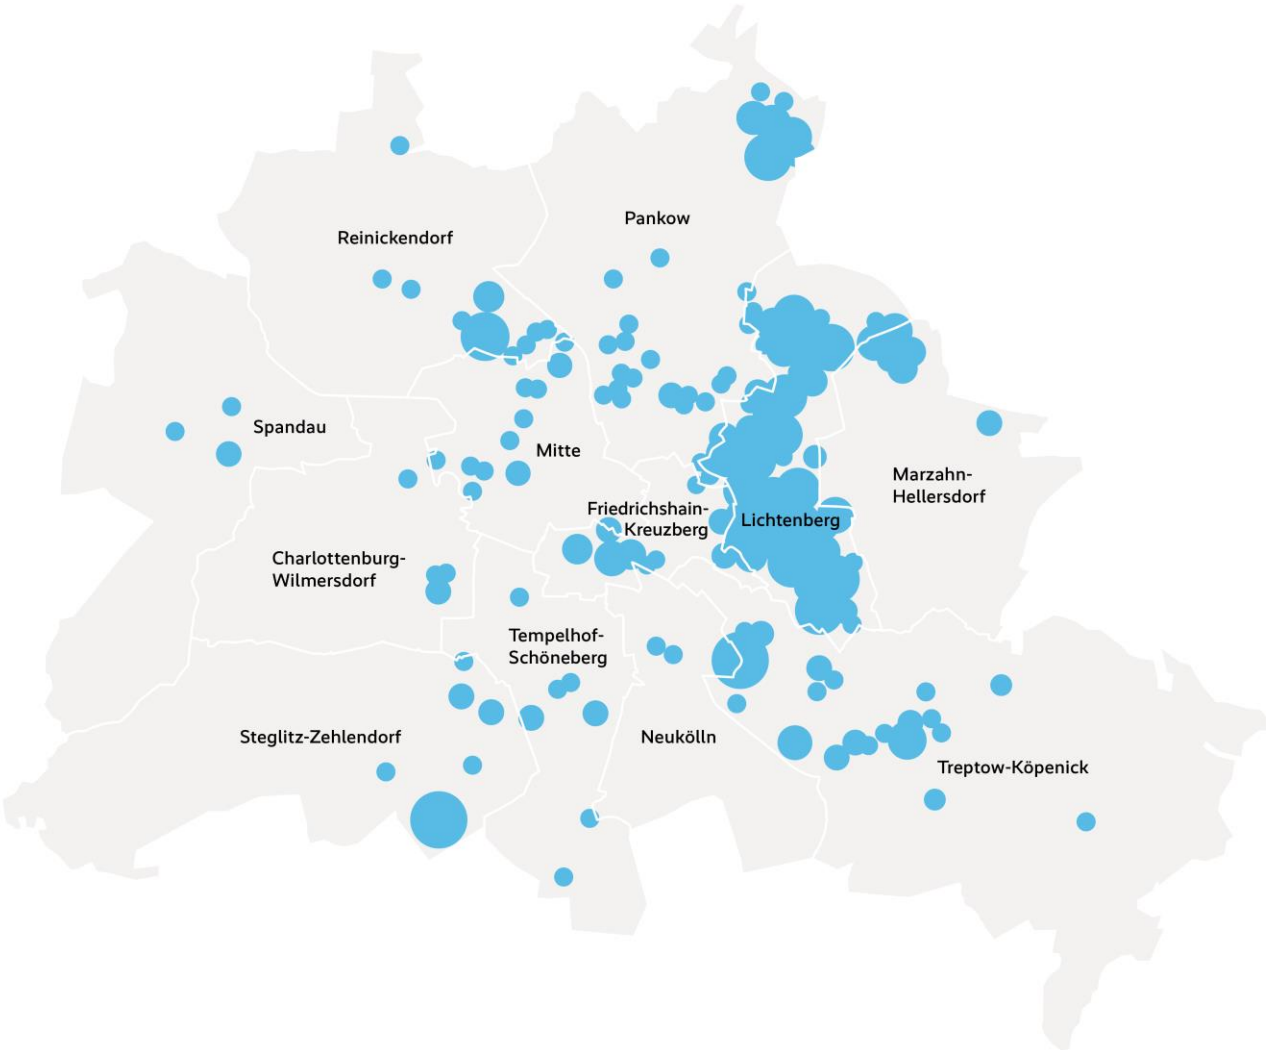 Pankow
Reinickendorf
Spandau
Mitte
Marzahn-
Hellersdorf
Friedrichshain-
Kreuzberg
Lichtenberg
Charlottenburg-
Wilmersdorf
Tempelhof-
Schöneberg
Steglitz-Zehlendorf
Neukölln
Treptow-Köpenick